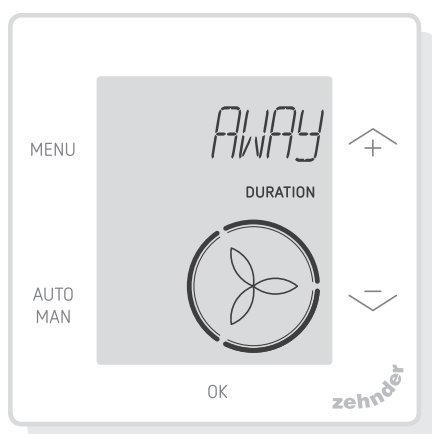 AWAY
MENU
+
DURATION
AUTO
MAN
−
OK
zehnder